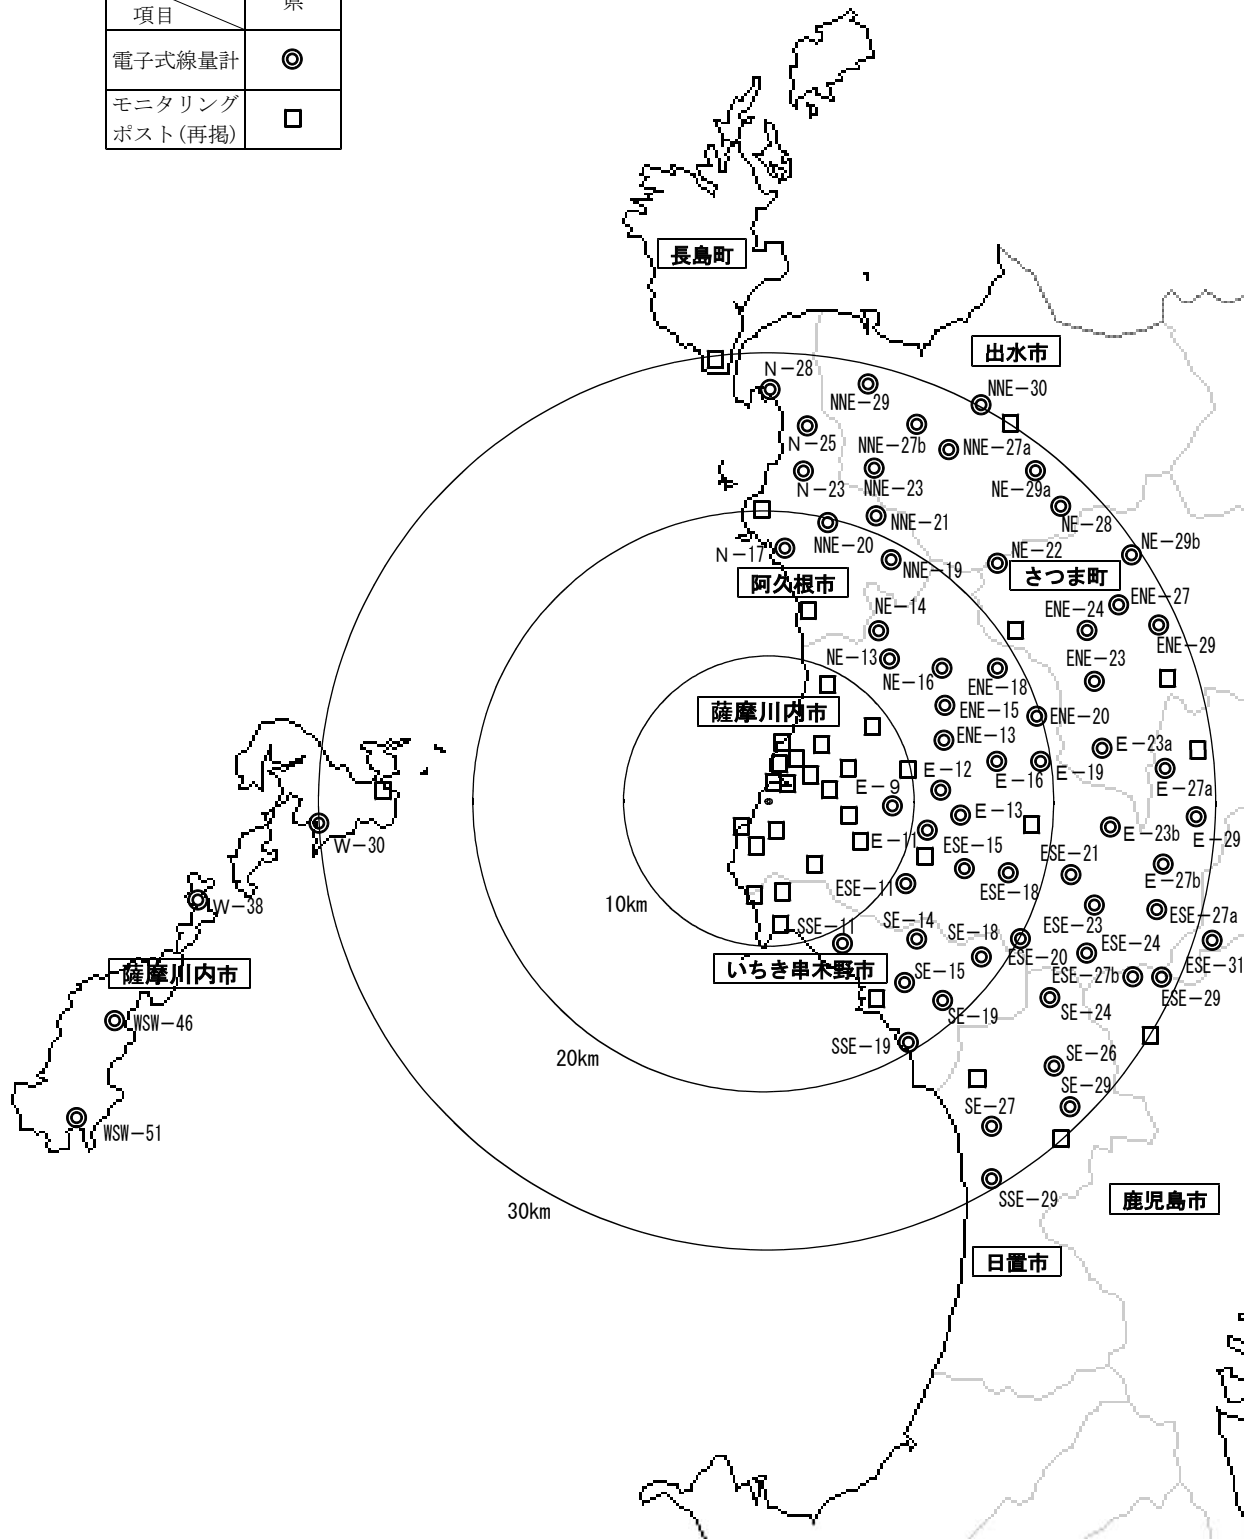 県
項目
電子式線量計
モニタリング
ポスト(再掲)
長島町
出水市
N-28
NNE-29
NNE-30
N-25
NNE-27b
NNE-27a
N-23
NNE-23
NE-29a
NNE-21
NE-28
NNE-20
N-17
NNE-19
NE-22
NE-29b
阿久根市
さつま町
NE-14
ENE-24
ENE-27
NE-13
ENE-23
ENE-29
NE-16
ENE-18
薩摩川内市
ENE-15
ENE-20
ENE-13
E-23a
E-12
E-16
E-19
E-27a
E-9
E-13
E-11
E-23b
E-29
W-30
ESE-15
ESE-21
ESE-11
ESE-18
E-27b
W-38
10km
SSE-11
SE-14
SE-18
ESE-23
ESE-27a
ESE-20
ESE-24
薩摩川内市
いちき串木野市
SE-15
ESE-27b
ESE-31
ESE-29
WSW-46
SE-19
SE-24
SSE-19
20km
SE-26
SE-29
SE-27
WSW-51
30km
SSE-29
鹿児島市
日置市